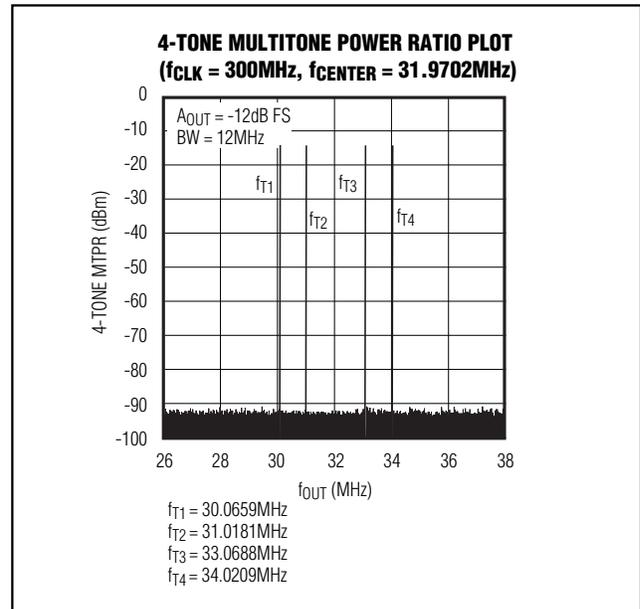 4-TONE MULTITONE POWER RATIO PLOT
(fCLK = 300MHz, fCENTER = 31.9702MHz)
0
-10
-20
-30
-40
-50
-60
-70
-80
-90
-100
4-TONE MTPR (dBm)
AOUT = -12dB FS
BW = 12MHz
fT1
fT2
fT3
fT4
26 28 30 32 34 36 38
fOUT (MHz)
fT1 = 30.0659MHz
fT2 = 31.0181MHz
fT3 = 33.0688MHz
fT4 = 34.0209MHz